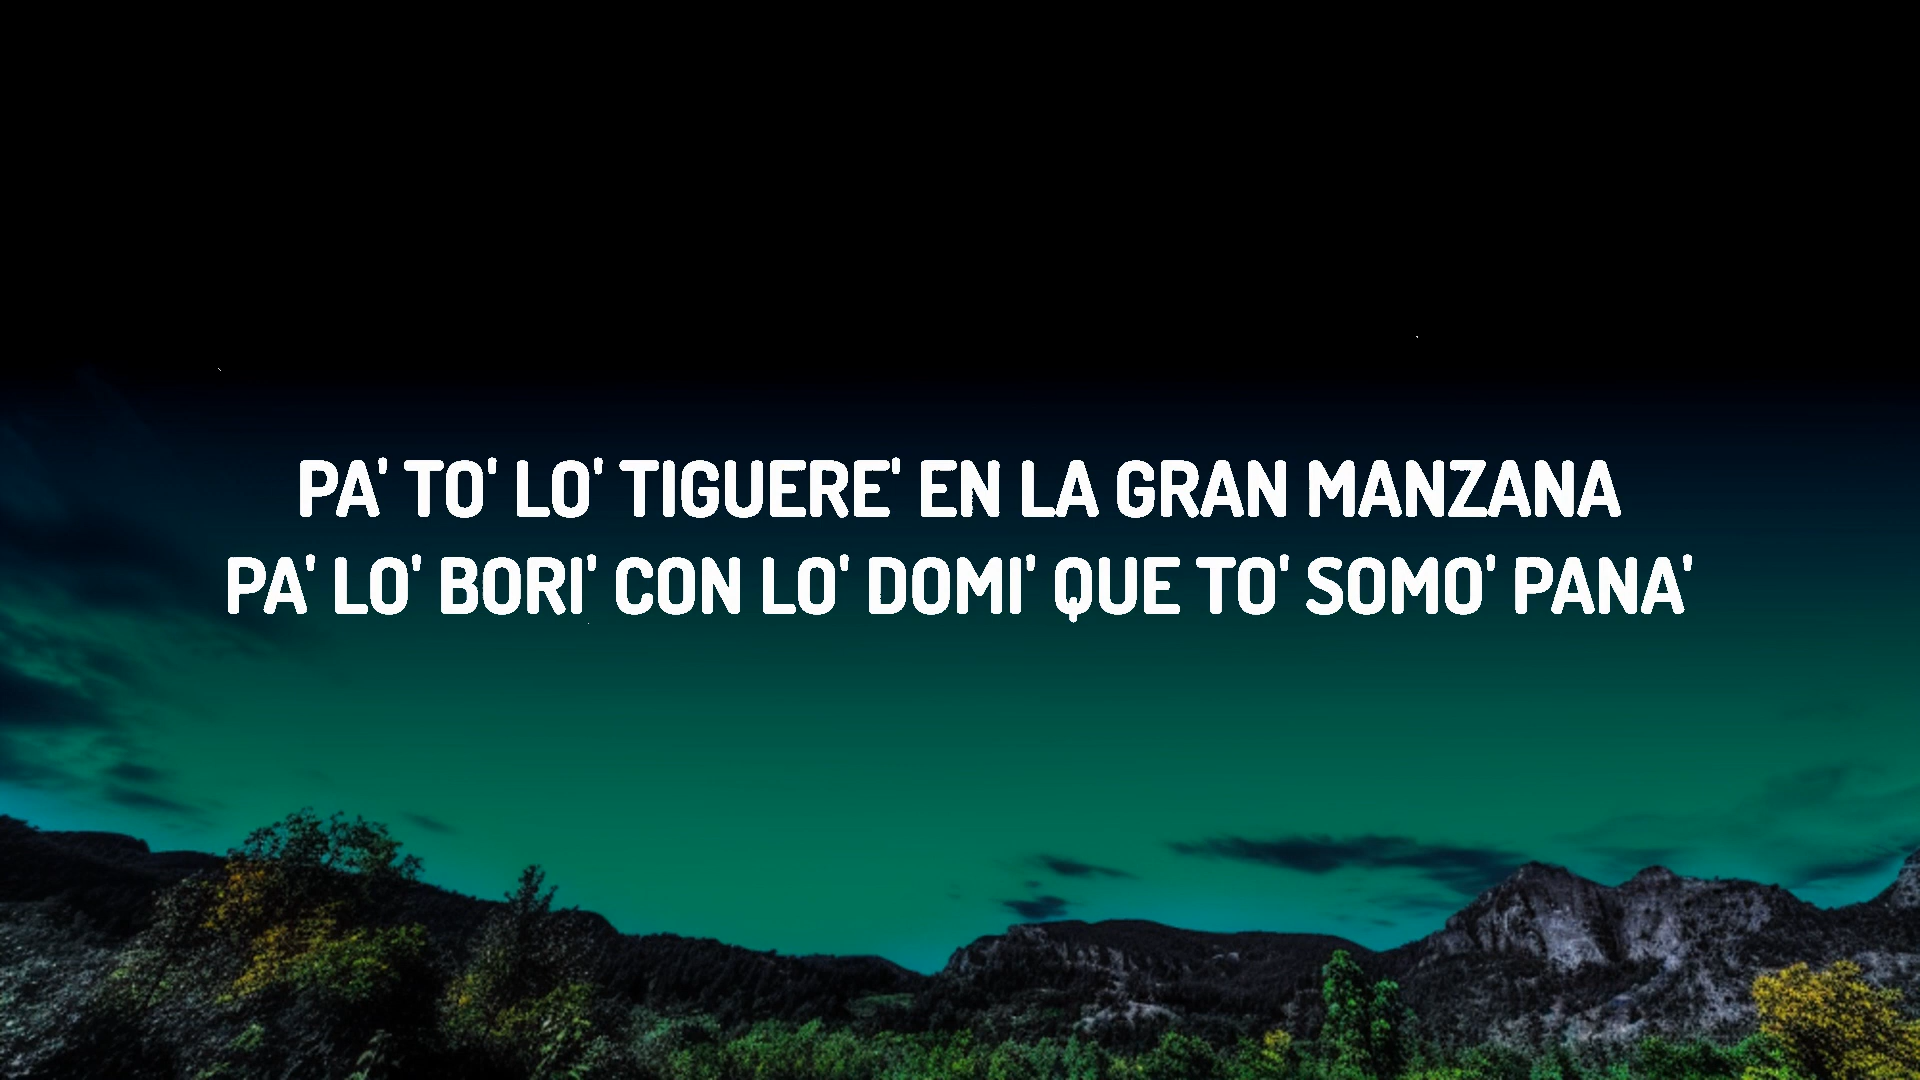 PA' TO' LO' TIGUERE' EN LA GRAN MANZANA
PA' LO' BORI' CON LO' DOMI' QUE TO' SOMO' PANA'